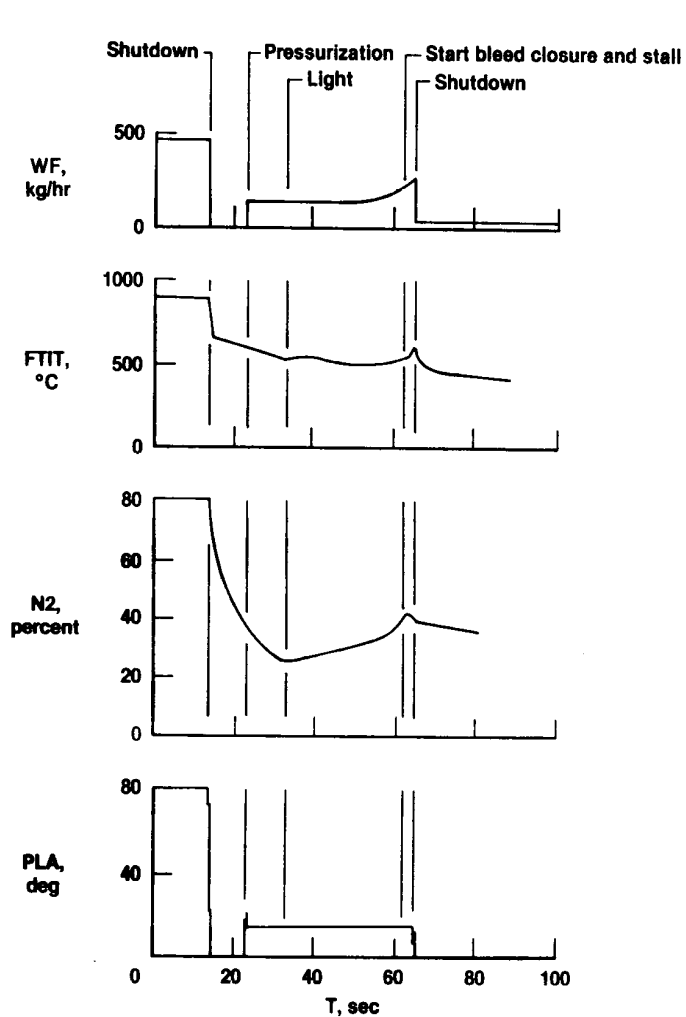 Shutdown
Pressurization
Start bleed closure and stall
Light
Shutdown
500
WF,
kg/hr
0
1000
FTIT,
°C
500
0
80
60
N2,
percent
40
20
0
80
PLA,
deg
40
0 20 40 60 80 100
T, sec